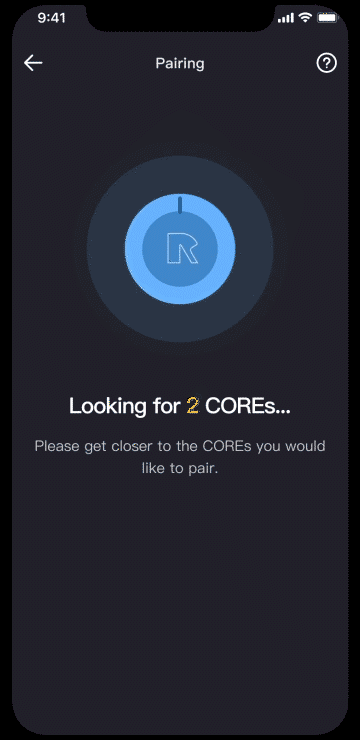 9:41
Pairing
R
Looking for 2 COREs...
Please get closer to the COREs you would
like to pair.